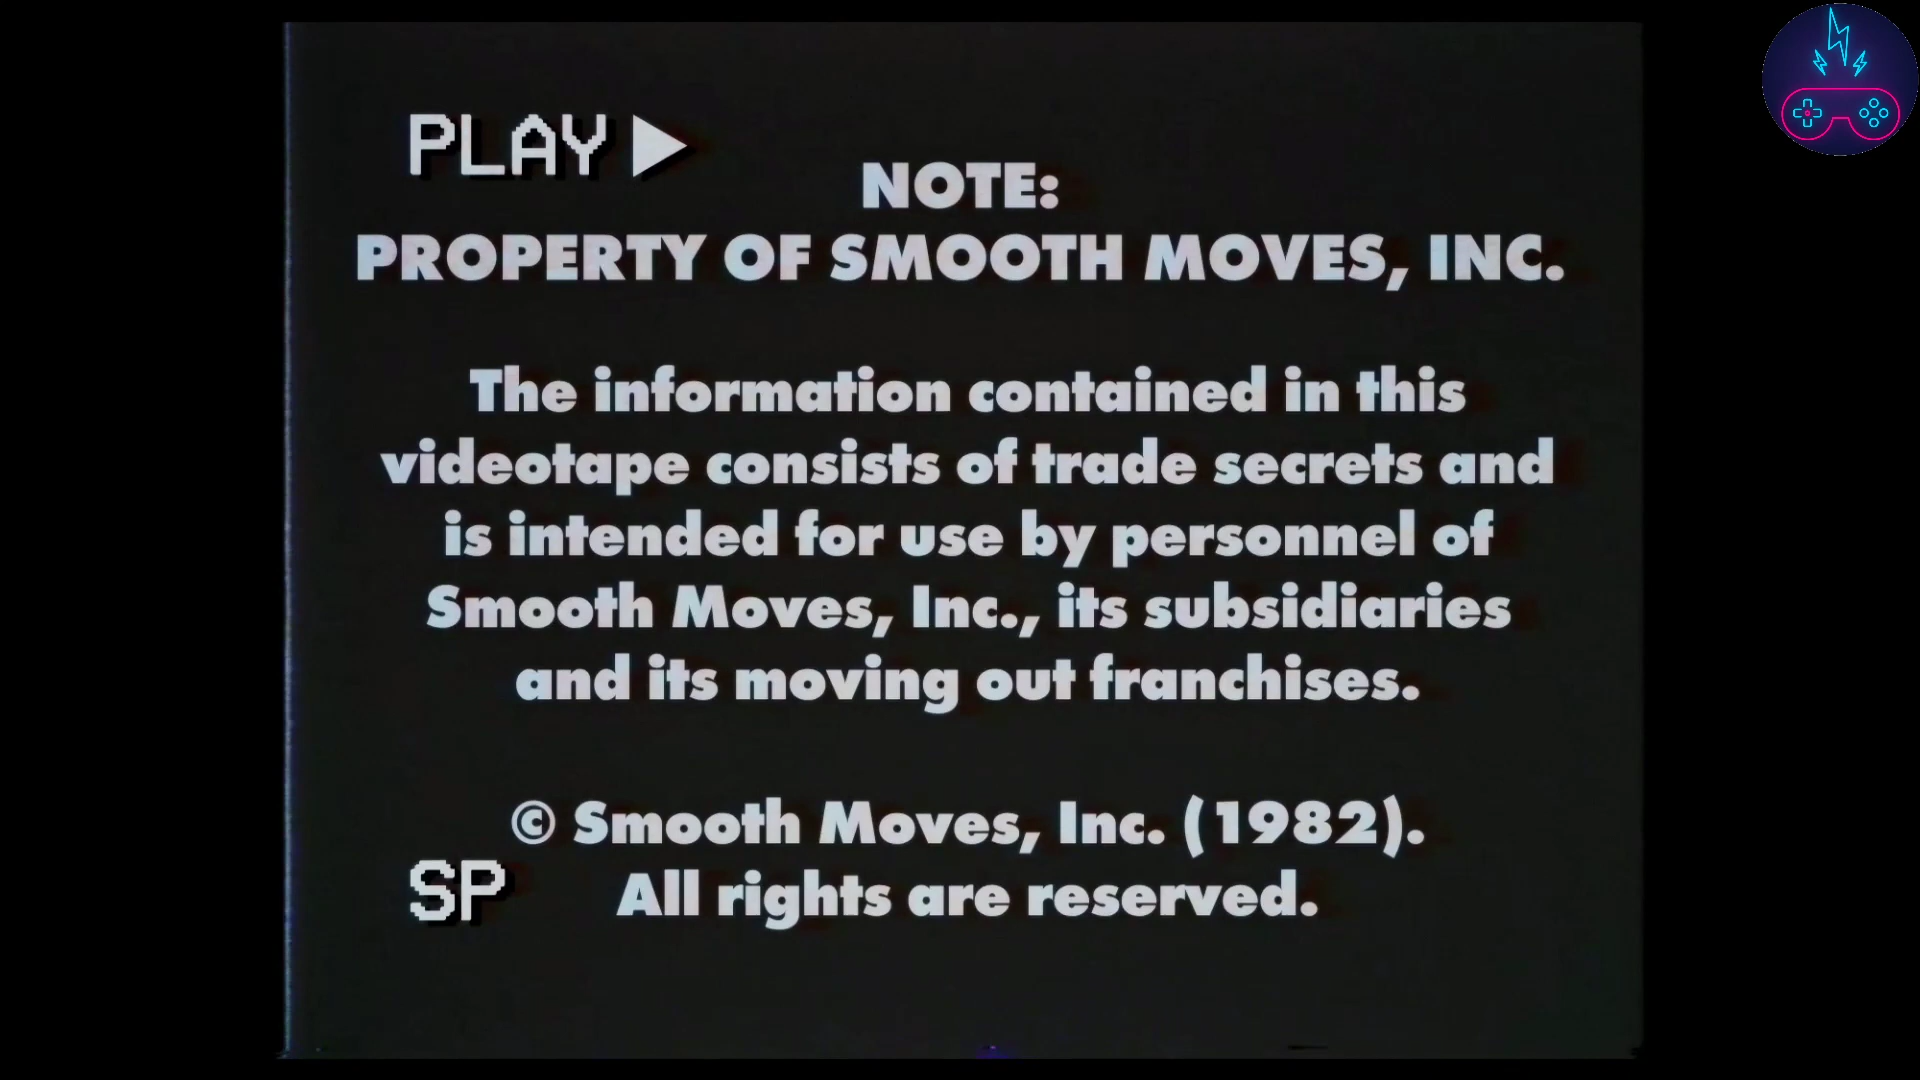 PLAY
NOTE:
PROPERTY OF SMOOTH MOVES, INC.
The information contained in this
videotape consists of trade secrets and
is intended for use by personnel of
Smooth Moves, Inc., its subsidiaries
and its moving out franchises.
© Smooth Moves, Inc. (1982).
SP
All rights are reserved.